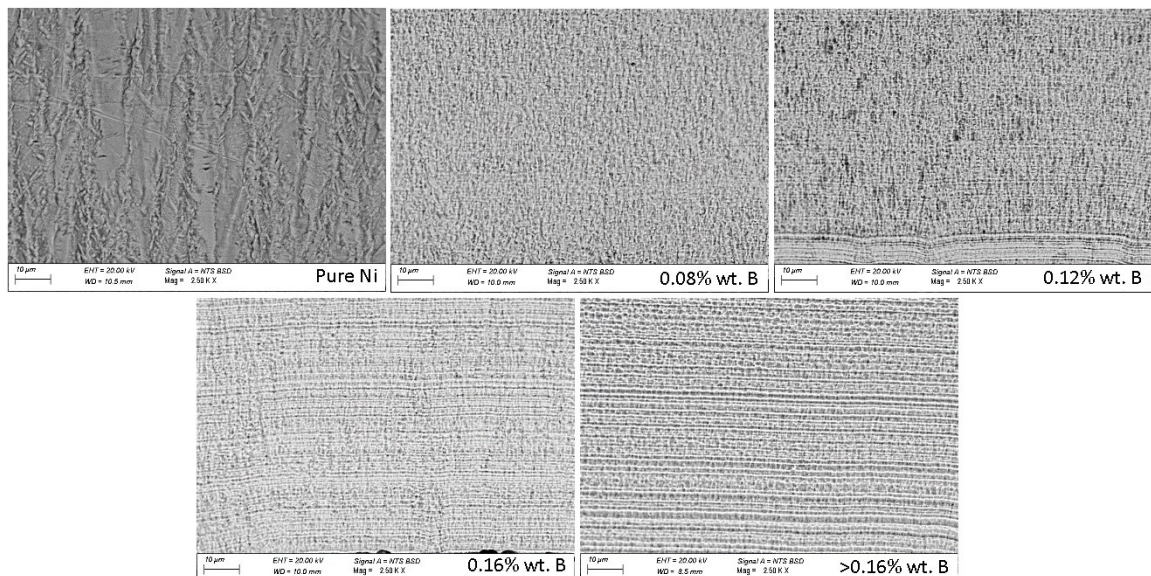 10 µm EHT = 20.00 kV Signal A = NTS BSD
WD = 10.5 mm Mag = 2.50 K X Pure Ni
10 µm EHT = 20.00 kV Signal A = NTS BSD
WD = 10.0 mm Mag = 2.50 K X 0.08% wt. B
10 µm EHT = 20.00 kV Signal A = NTS BSD
WD = 10.0 mm Mag = 2.50 K X 0.12% wt. B
10 µm EHT = 20.00 kV Signal A = NTS BSD
WD = 10.0 mm Mag = 2.50 K X 0.16% wt. B
10 µm EHT = 20.00 kV Signal A = NTS BSD
WD = 8.5 mm Mag = 2.50 K X >0.16% wt. B